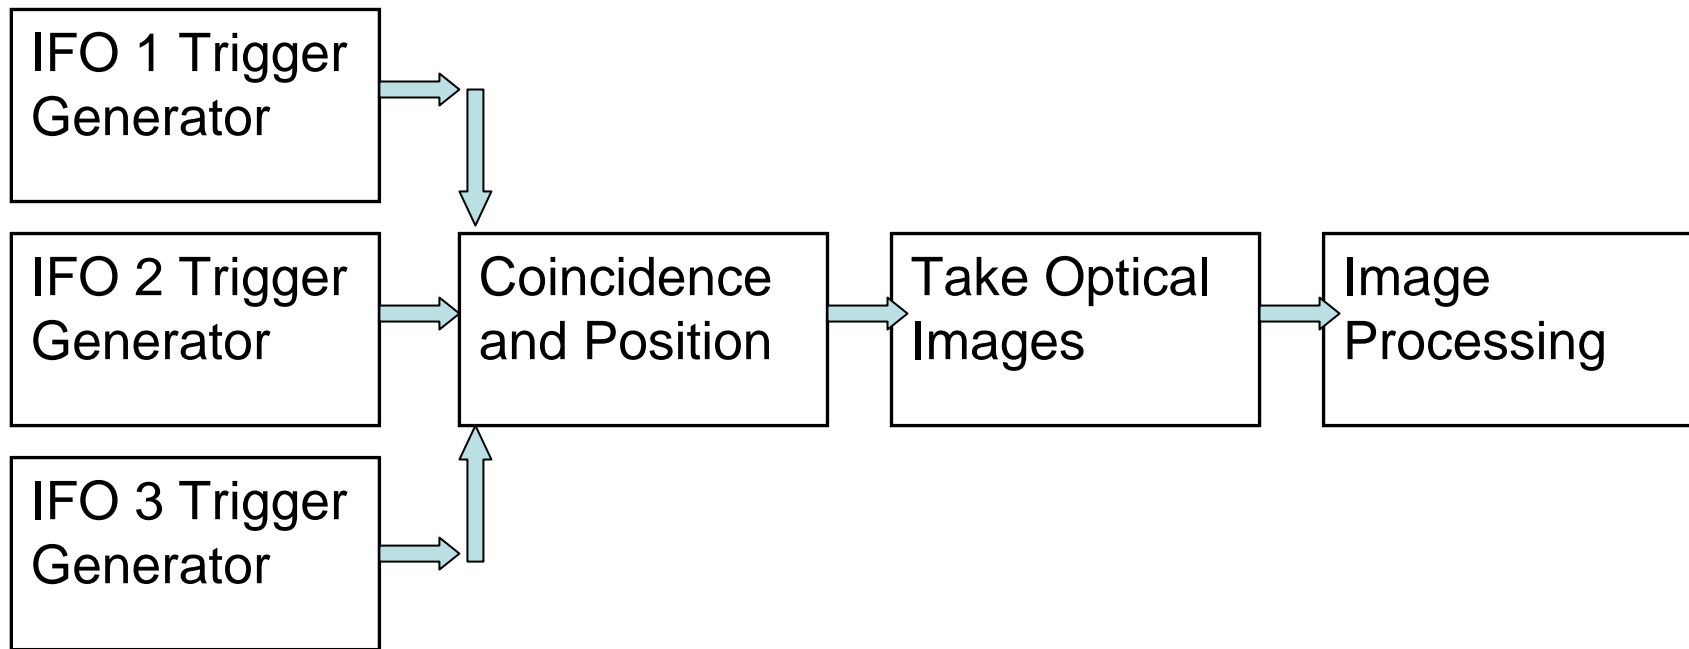 IFO 1 Trigger
Generator
IFO 2 Trigger
Generator
IFO 3 Trigger
Generator
Coincidence
and Position
Take Optical
Images
Image
Processing